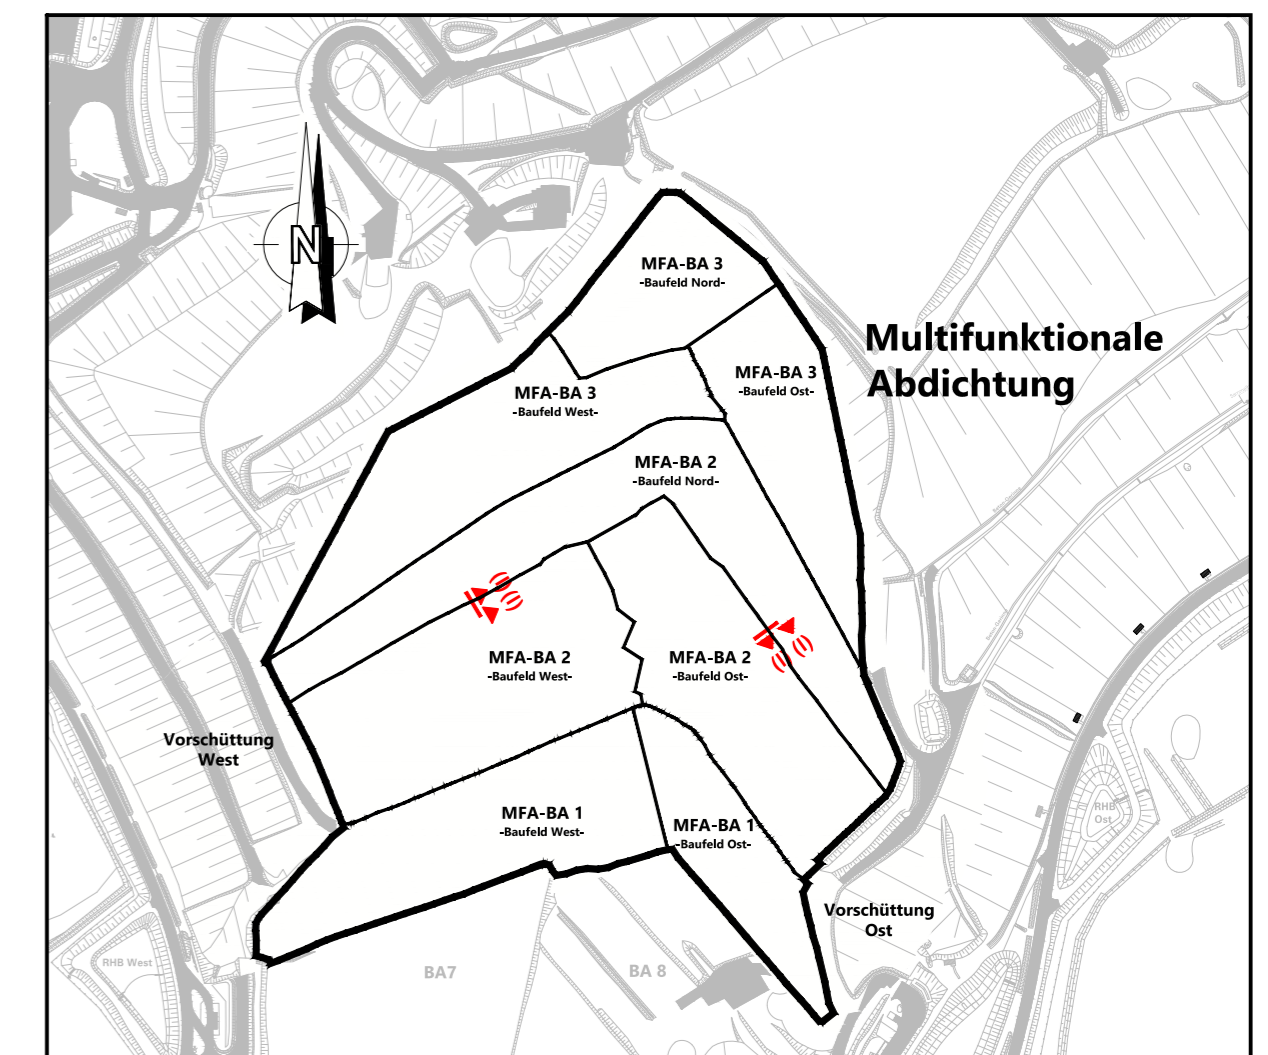 N
MFA-BA 3
-Baufeld Nord-
Multifunktionale
Abdichtung
MFA-BA 3
-Baufeld Ost-
MFA-BA 3
-Baufeld West-
MFA-BA 2
-Baufeld Nord-
MFA-BA 2
-Baufeld West-
MFA-BA 2
-Baufeld Ost-
Vorschüttung
West
MFA-BA 1
-Baufeld West-
MFA-BA 1
-Baufeld Ost-
RHB
Ost
Vorschüttung
Ost
RHB West
BA7
BA 8